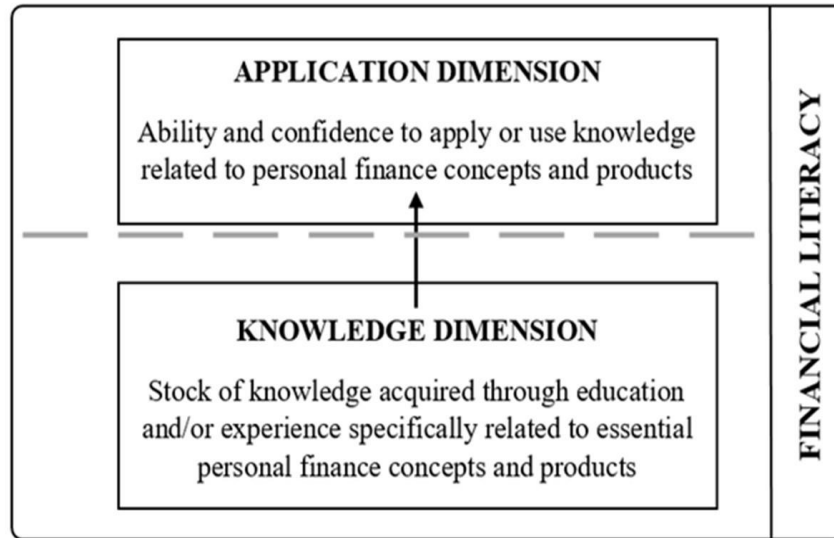 APPLICATION DIMENSION
Ability and confidence to apply or use knowledge
related to personal finance concepts and products
KNOWLEDGE DIMENSION
Stock of knowledge acquired through education
and/or experience specifically related to essential
personal finance concepts and products
FINANCIAL LITERACY